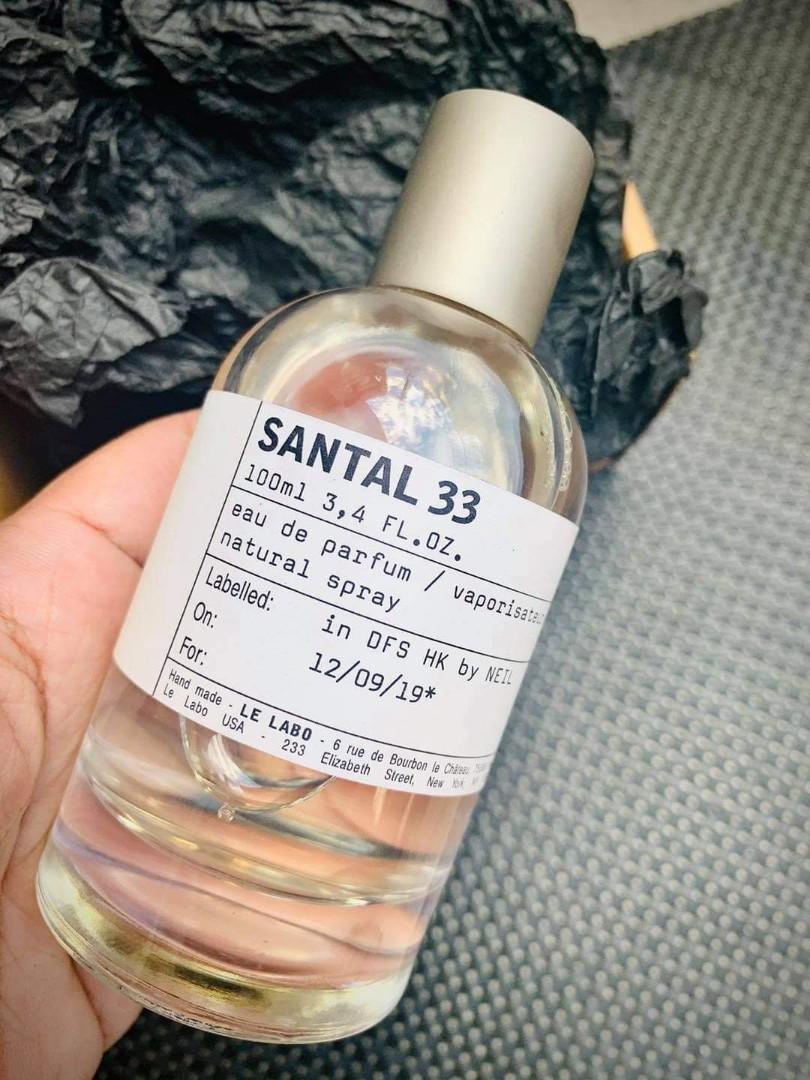 SANTAL 33
100ml 3,4 FL.OZ.
eau de parfum / vaporisateur
natural spray
Labelled: in DFS HK by NEIL
On: 12/09/19*
For:
Hand made - LE LABO - 6 rue de Bourbon le Château,
Le Labo USA - 233 Elizabeth Street, New York